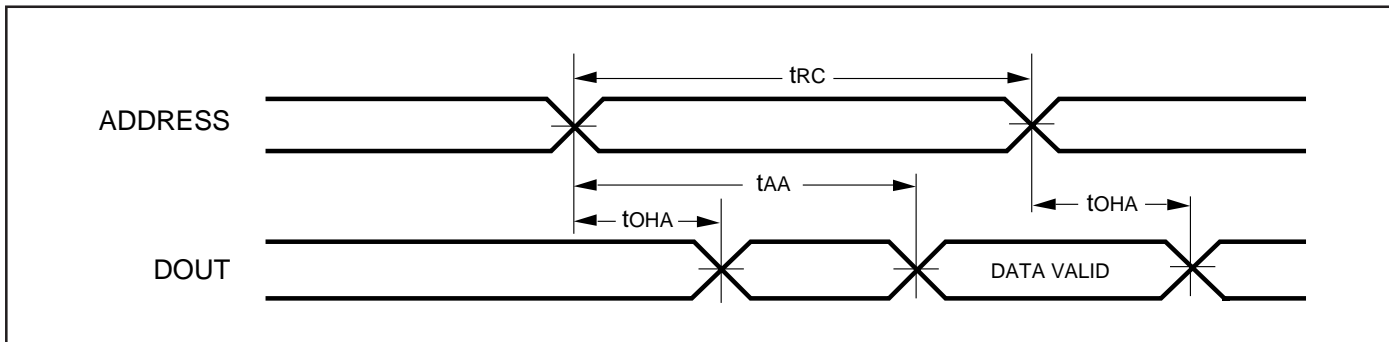 tRC
ADDRESS
tAA
tOHA
tOHA
DOUT
DATA VALID